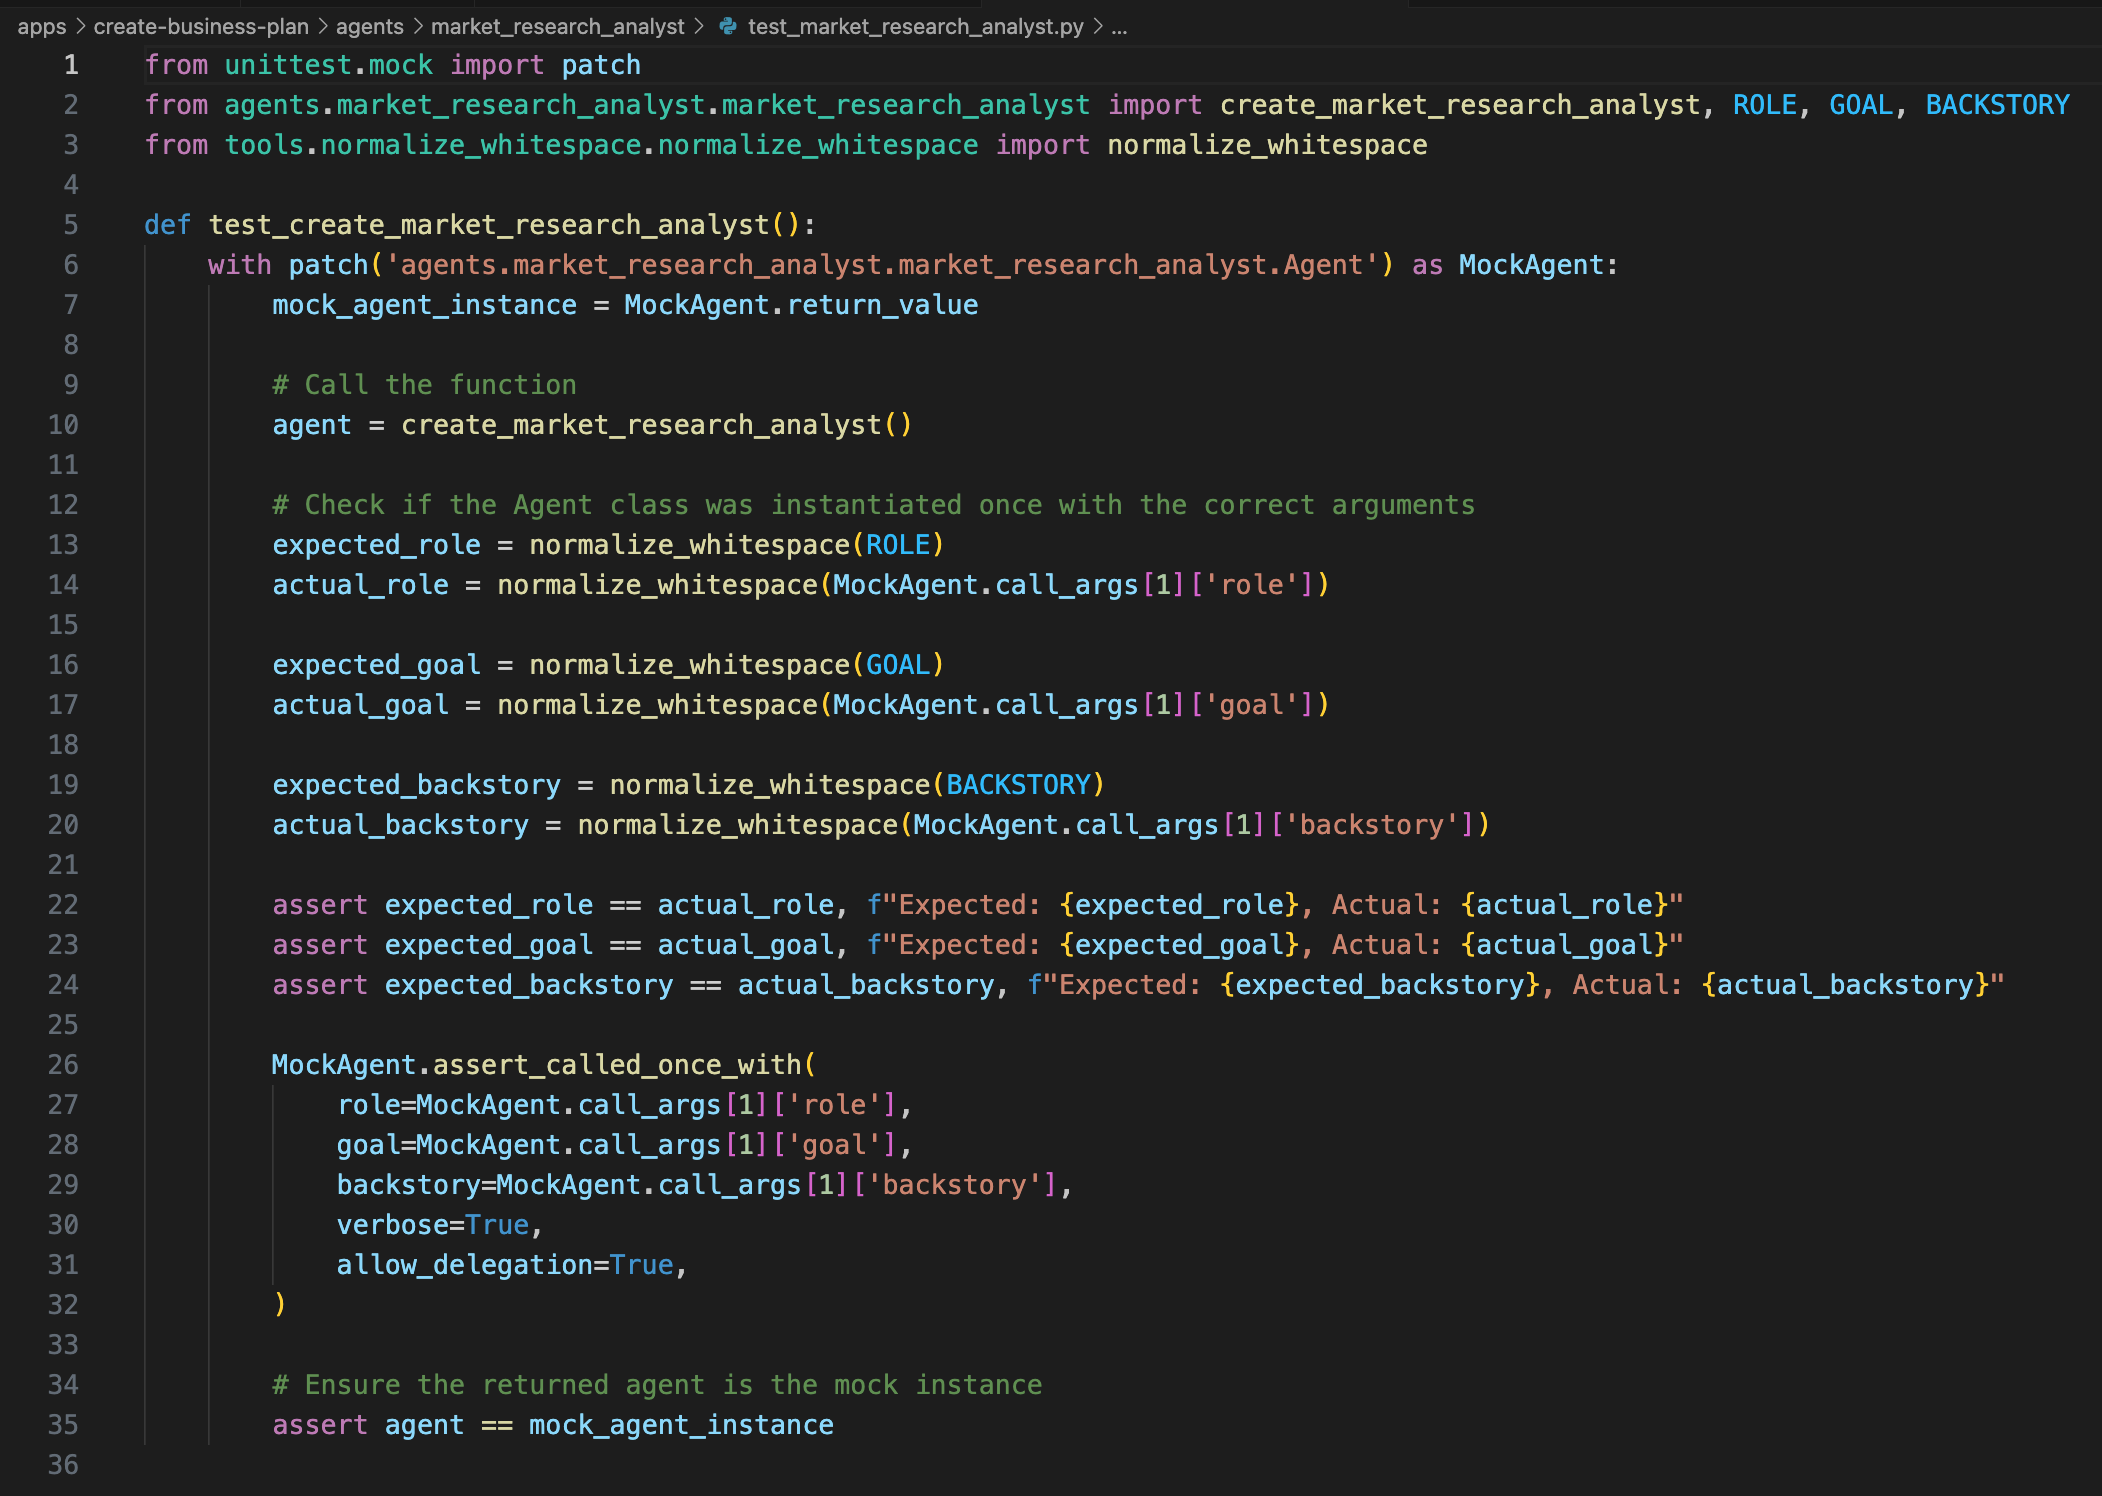 apps > create-business-plan > agents > market_research_analyst > test_market_research_analyst.py > ...
1 from unittest.mock import patch
2 from agents.market_research_analyst.market_research_analyst import create_market_research_analyst, ROLE, GOAL, BACKSTORY
3 from tools.normalize_whitespace.normalize_whitespace import normalize_whitespace
4
5 def test_create_market_research_analyst():
6     with patch('agents.market_research_analyst.market_research_analyst.Agent') as MockAgent:
7         mock_agent_instance = MockAgent.return_value
8
9         # Call the function
10         agent = create_market_research_analyst()
11
12         # Check if the Agent class was instantiated once with the correct arguments
13         expected_role = normalize_whitespace(ROLE)
14         actual_role = normalize_whitespace(MockAgent.call_args[1]['role'])
15
16         expected_goal = normalize_whitespace(GOAL)
17         actual_goal = normalize_whitespace(MockAgent.call_args[1]['goal'])
18
19         expected_backstory = normalize_whitespace(BACKSTORY)
20         actual_backstory = normalize_whitespace(MockAgent.call_args[1]['backstory'])
21
22         assert expected_role == actual_role, f"Expected: {expected_role}, Actual: {actual_role}"
23         assert expected_goal == actual_goal, f"Expected: {expected_goal}, Actual: {actual_goal}"
24         assert expected_backstory == actual_backstory, f"Expected: {expected_backstory}, Actual: {actual_backstory}"
25
26         MockAgent.assert_called_once_with(
27             role=MockAgent.call_args[1]['role'],
28             goal=MockAgent.call_args[1]['goal'],
29             backstory=MockAgent.call_args[1]['backstory'],
30             verbose=True,
31             allow_delegation=True,
32         )
33
34         # Ensure the returned agent is the mock instance
35         assert agent == mock_agent_instance
36